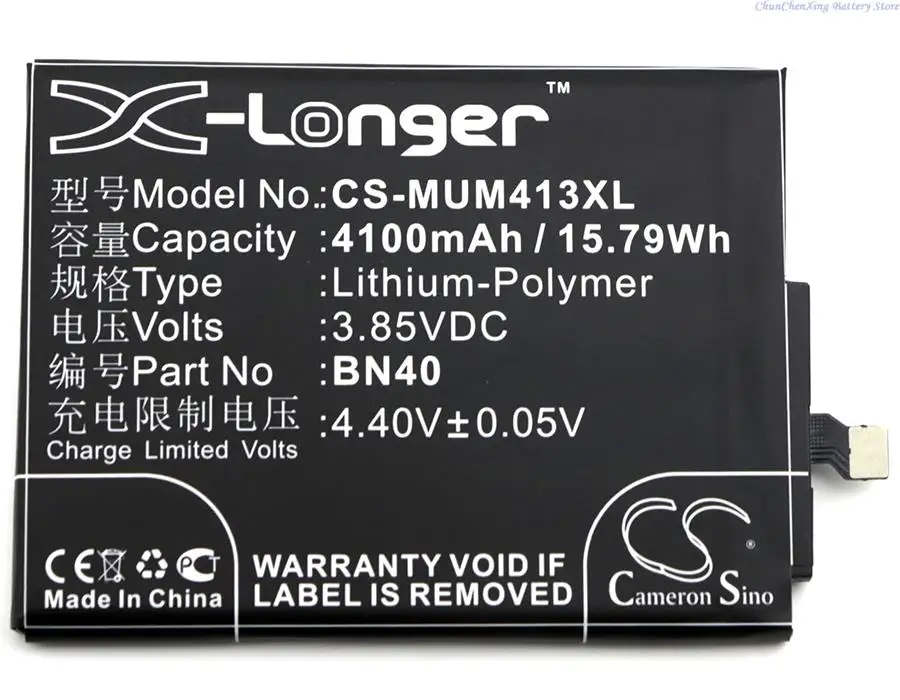 ChunChenXing Battery Store
X-Longer™
型号Model No.:CS-MUM413XL
容量Capacity :4100mAh / 15.79Wh
规格Type :Lithium-Polymer
电压Volts :3.85VDC
编号Part No :BN40
充电限制电压 :4.40V±0.05V
Charge Limited Volts
CE PCT
Made In China
WARRANTY VOID IF
LABEL IS REMOVED
CS ®
Cameron Sino